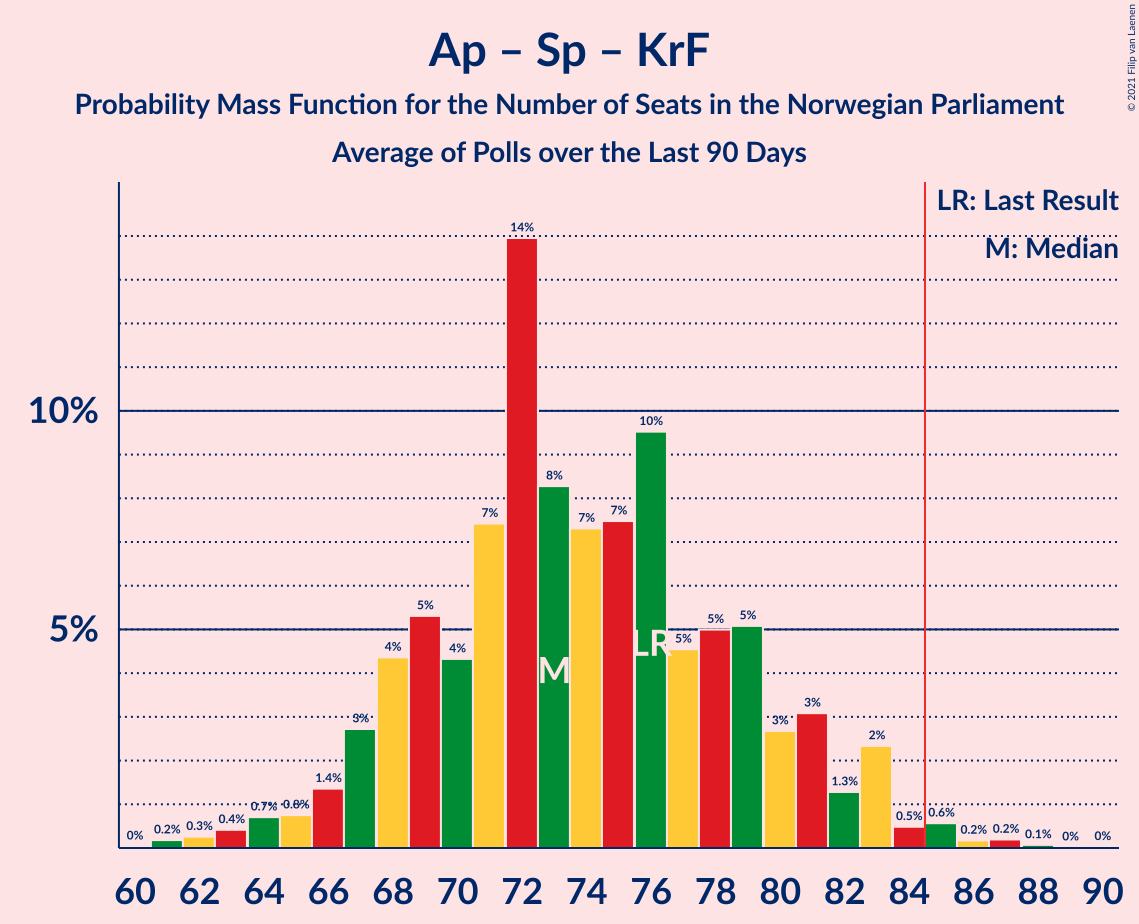 Ap – Sp – KrF
Probability Mass Function for the Number of Seats in the Norwegian Parliament
Average of Polls over the Last 90 Days
© 2021 Filip van Laenen
LR: Last Result
M: Median
10%
5%
0% 0.2% 0.3% 0.4% 0.7% 0.8% 1.4% 3% 4% 5% 4% 7% 14% 8% 7% 7% 10% 5% 5% 5% 3% 3% 1.3% 2% 0.5% 0.6% 0.2% 0.2% 0.1% 0% 0%
M LR
60 62 64 66 68 70 72 74 76 78 80 82 84 86 88 90